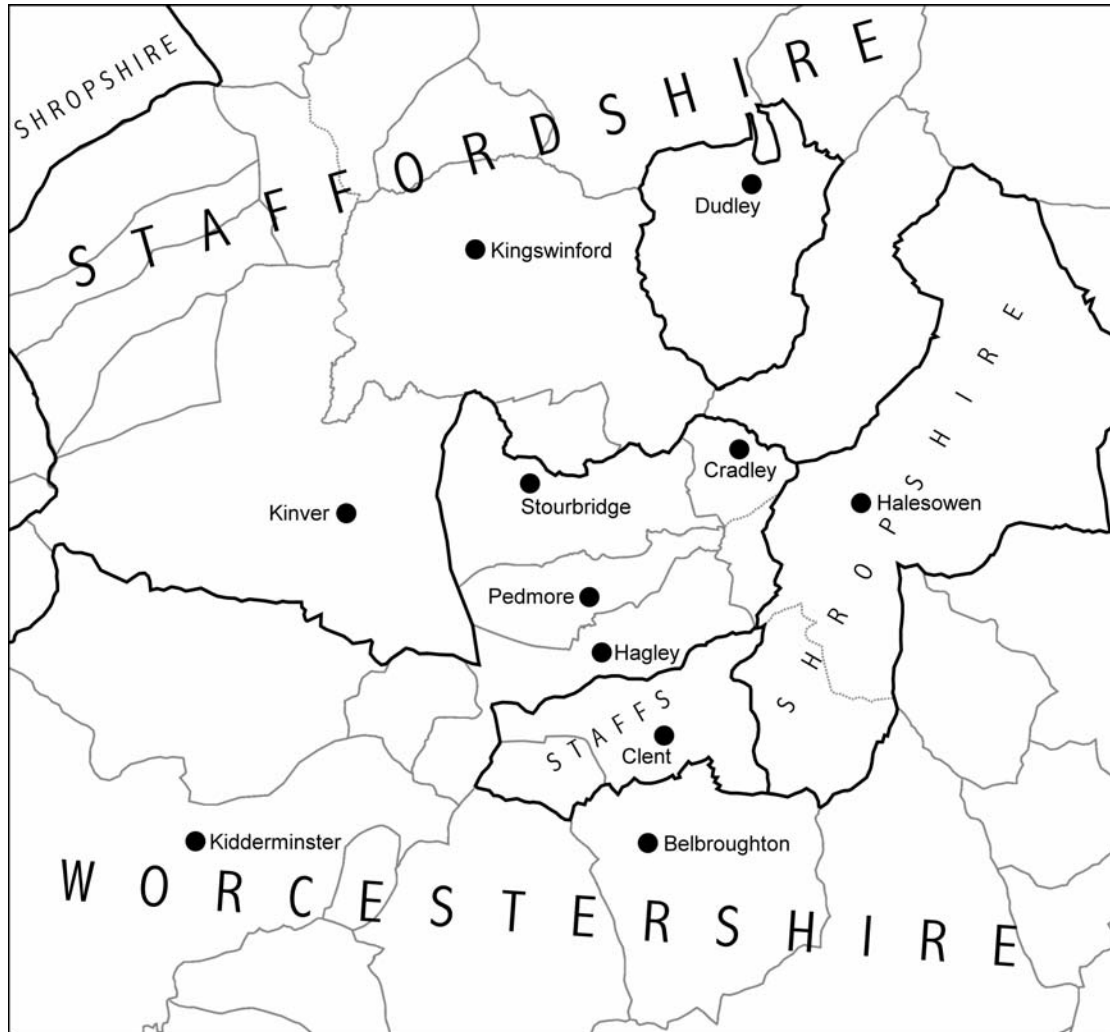 SHROPSHIRE
STAFFORDSHIRE
Dudley
Kingswinford
SHROPSHIRE
Cradley
Stourbridge
Halesowen
Kinver
Pedmore
Hagley
STAFFS
Clent
Kidderminster
Belbroughton
WORCESTERSHIRE